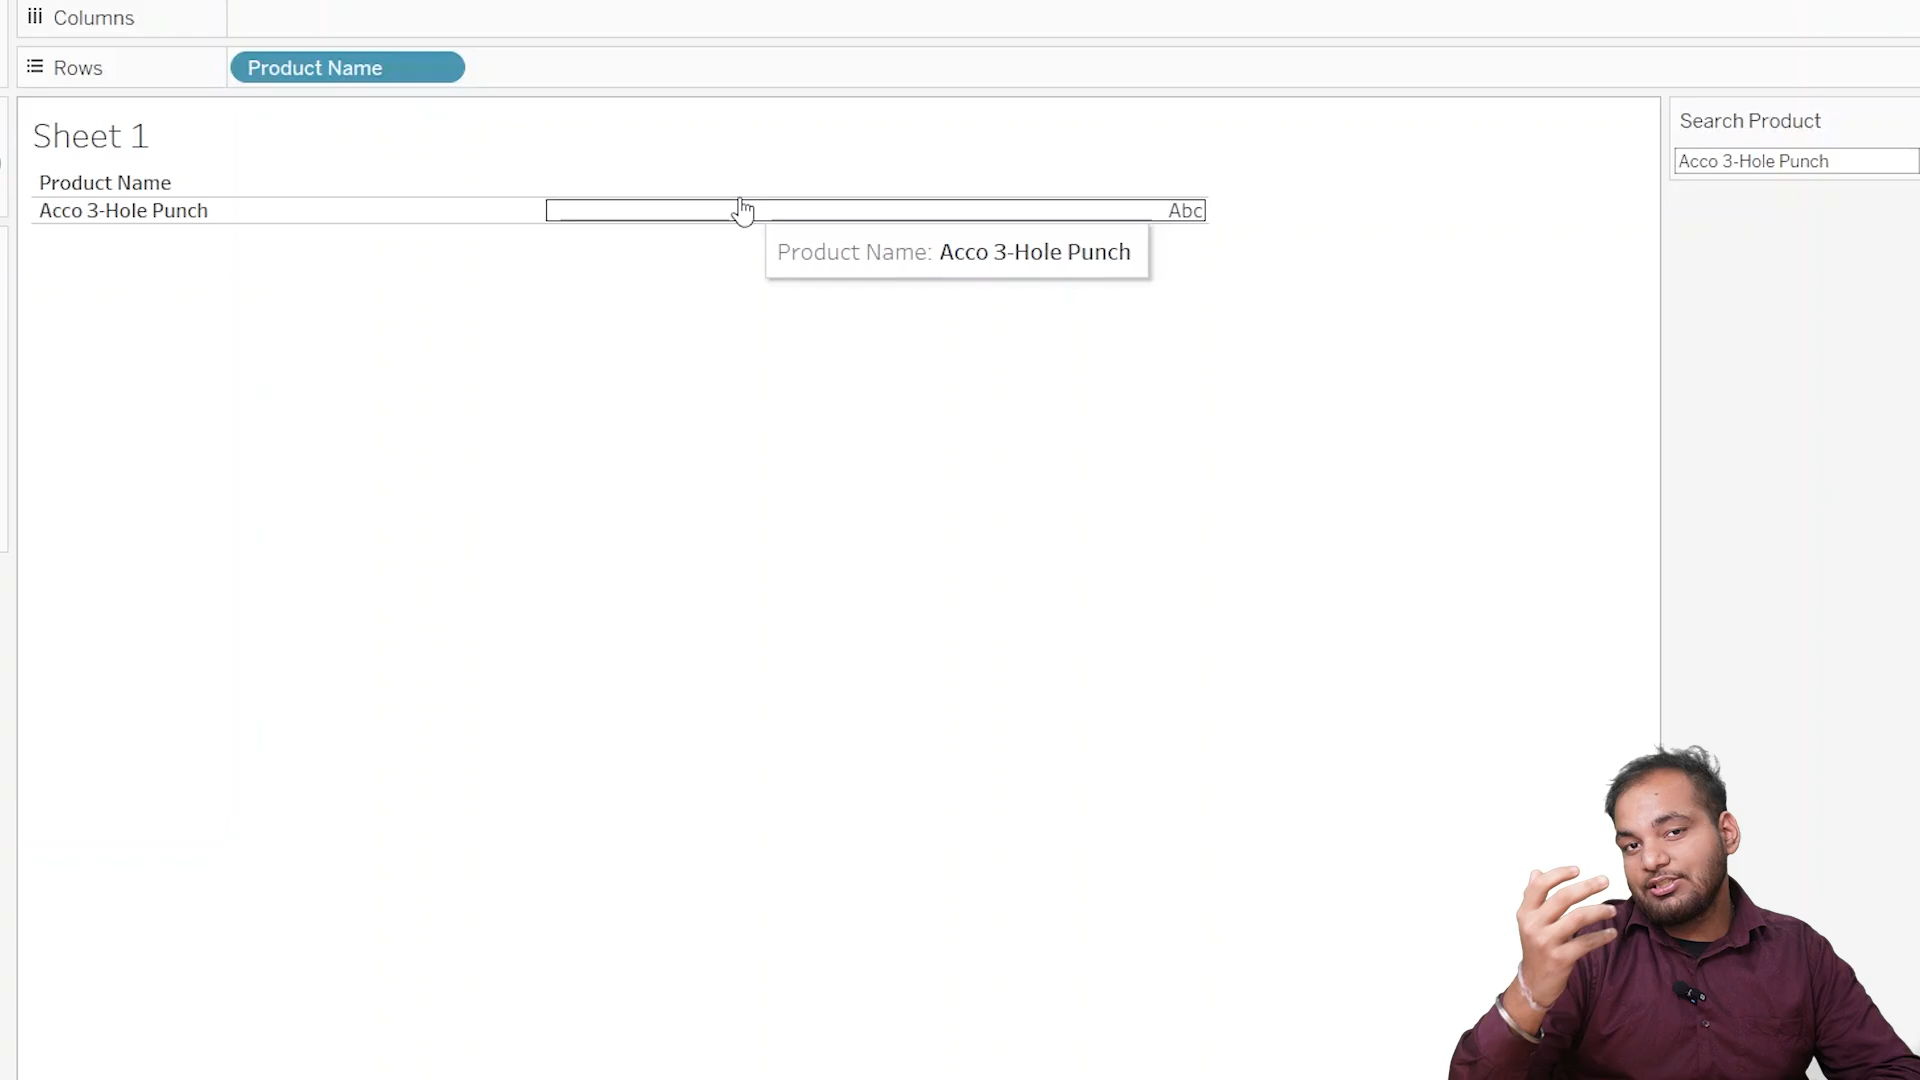 Columns
Rows
Product Name
Sheet 1
Product Name
Acco 3-Hole Punch
Abc
Product Name: Acco 3-Hole Punch
Search Product
Acco 3-Hole Punch